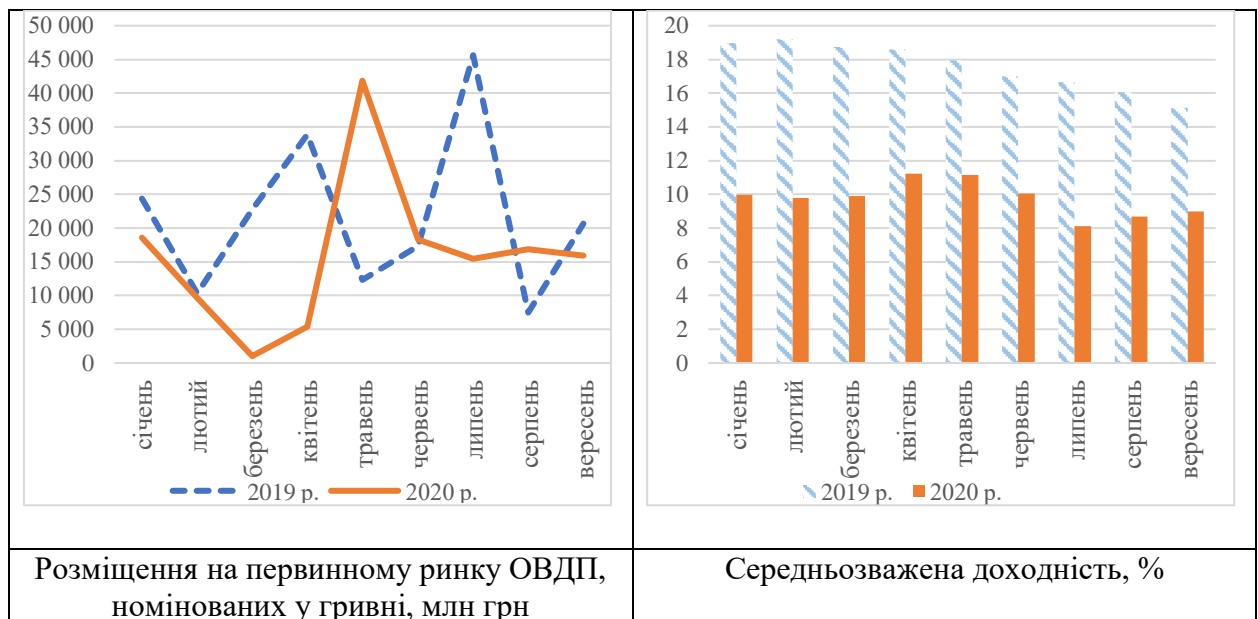 50 000
45 000
40 000
35 000
30 000
25 000
20 000
15 000
10 000
5 000
0
січень
лютий
березень
квітень
травень
червень
липень
серпень
вересень
2019 р.
2020 р.
20
18
16
14
12
10
8
6
4
2
0
січень
лютий
березень
квітень
травень
червень
липень
серпень
вересень
2019 р.
2020 р.
Розміщення на первинному ринку ОВДП,
номінованих у гривні, млн грн
Середньозважена доходність, %